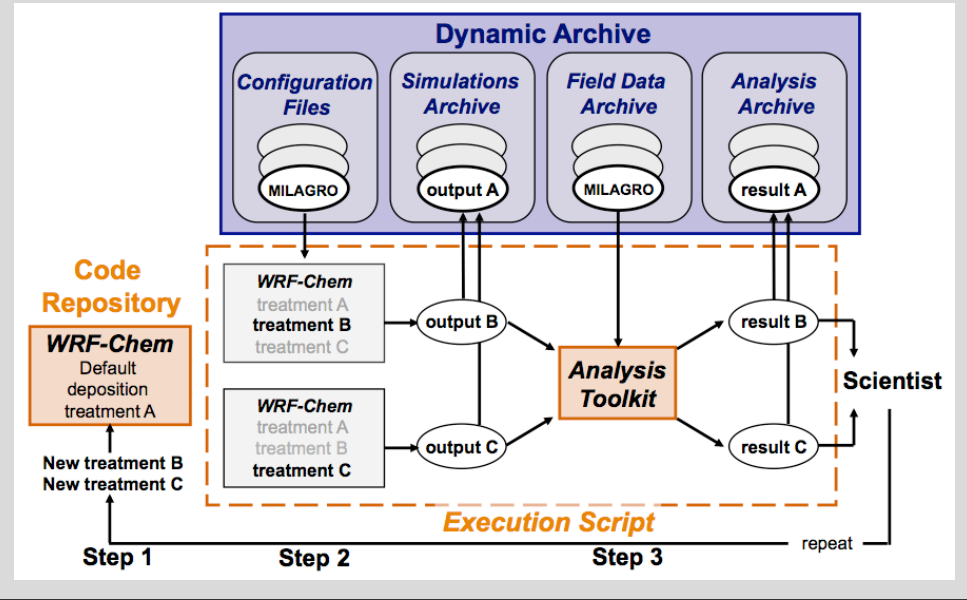 Dynamic Archive
Configuration
Files
MILAGRO
Simulations
Archive
output A
Field Data
Archive
MILAGRO
Analysis
Archive
result A
Code
Repository
WRF-Chem
Default
deposition
treatment A
New treatment B
New treatment C
WRF-Chem
treatment A
treatment B
treatment C
WRF-Chem
treatment A
treatment B
treatment C
output B
output C
Analysis
Toolkit
result B
result C
Scientist
Execution Script
repeat
Step 1
Step 2
Step 3